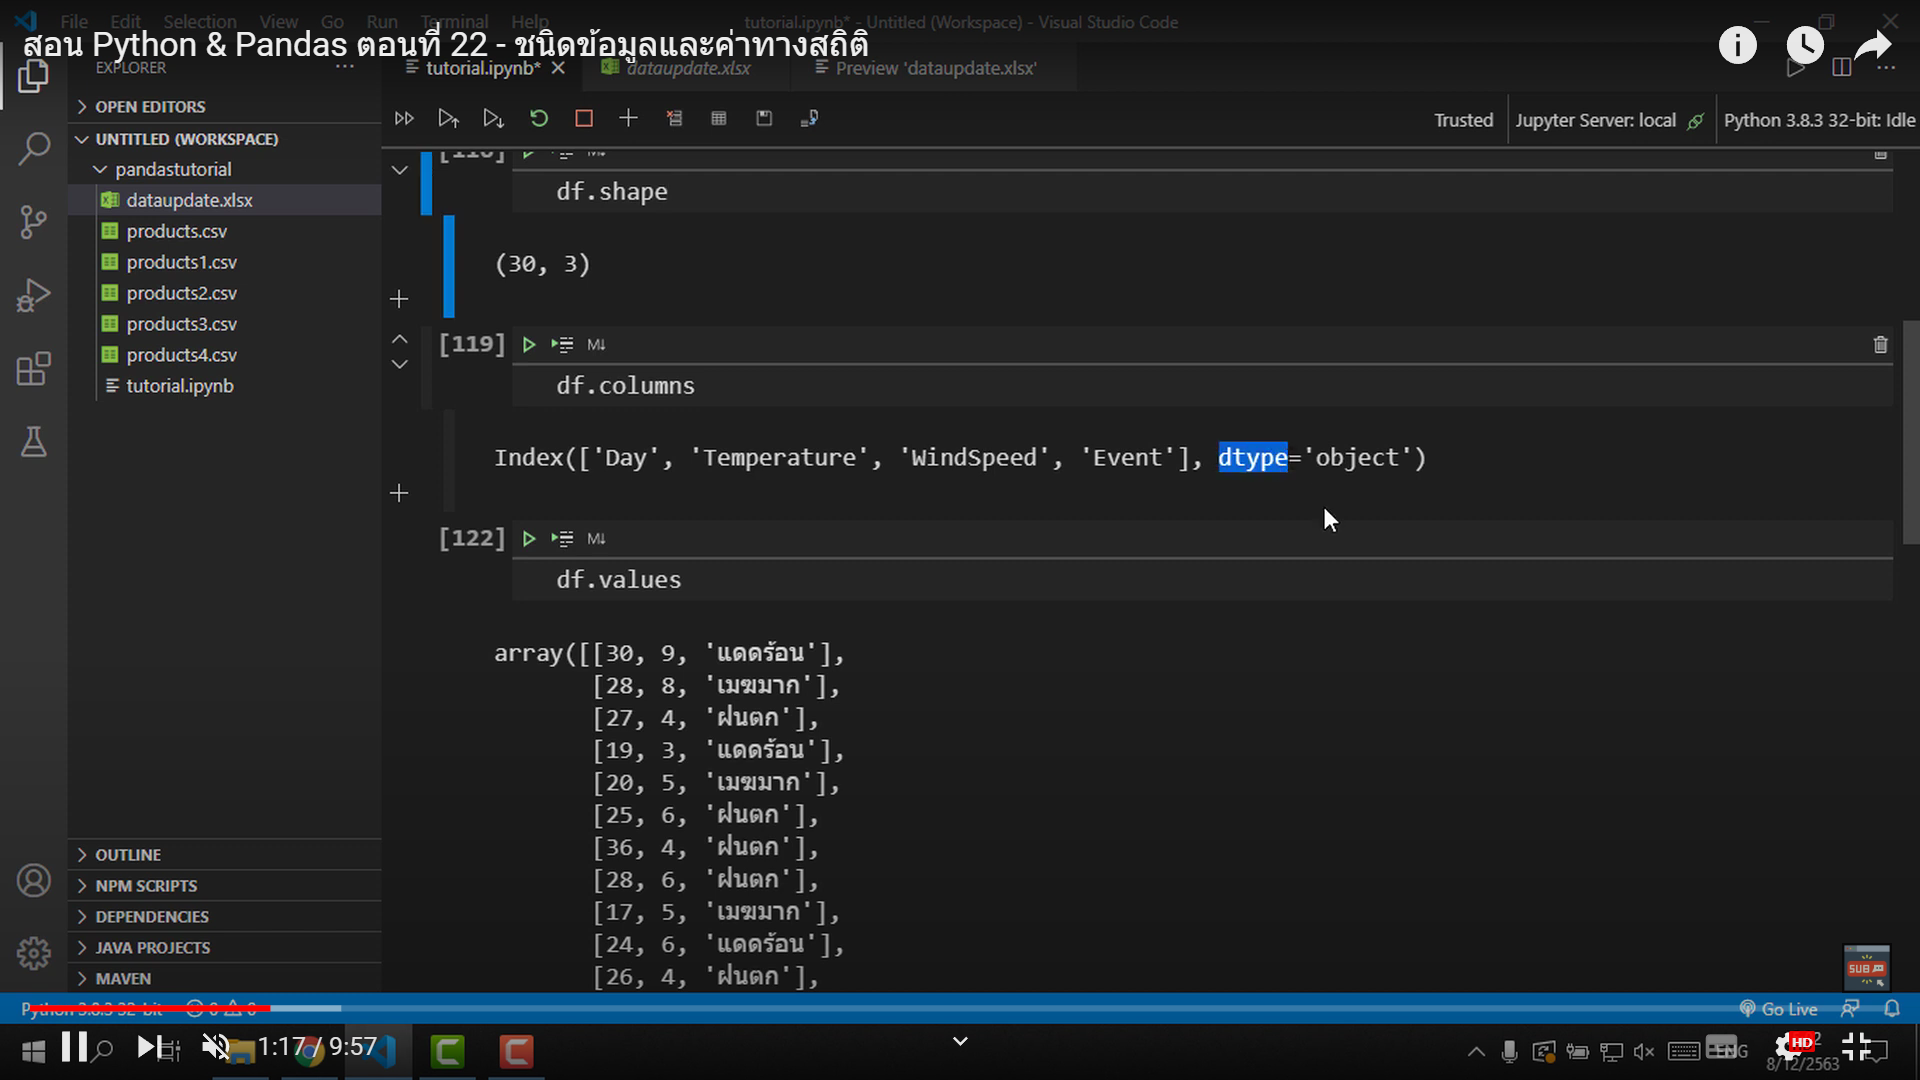 File Edit Selection View Go Run Terminal Help
tutorial.ipynb* - Untitled (Workspace) - Visual Studio Code
สอน Python & Pandas ตอนที่ 22 - ชนิดข้อมูลและค่าทางสถิติ
EXPLORER
tutorial.ipynb*
dataupdate.xlsx
Preview 'dataupdate.xlsx'
OPEN EDITORS
UNTITLED (WORKSPACE)
pandastutorial
dataupdate.xlsx
products.csv
products1.csv
products2.csv
products3.csv
products4.csv
tutorial.ipynb
OUTLINE
NPM SCRIPTS
DEPENDENCIES
JAVA PROJECTS
MAVEN
Trusted
Jupyter Server: local
Python 3.8.3 32-bit: Idle
df.shape
(30, 3)
[119]
M↓
df.columns
Index(['Day', 'Temperature', 'WindSpeed', 'Event'], dtype='object')
[122]
M↓
df.values
array([[30, 9, 'แดดร้อน'],
[28, 8, 'เมฆมาก'],
[27, 4, 'ฝนตก'],
[19, 3, 'แดดร้อน'],
[20, 5, 'เมฆมาก'],
[25, 6, 'ฝนตก'],
[36, 4, 'ฝนตก'],
[28, 6, 'ฝนตก'],
[17, 5, 'เมฆมาก'],
[24, 6, 'แดดร้อน'],
[26, 4, 'ฝนตก'],
SUB
Python 3.8.3 32-bit
0 0
Go Live
1:17 / 9:57
ENG
HD
8/12/2563